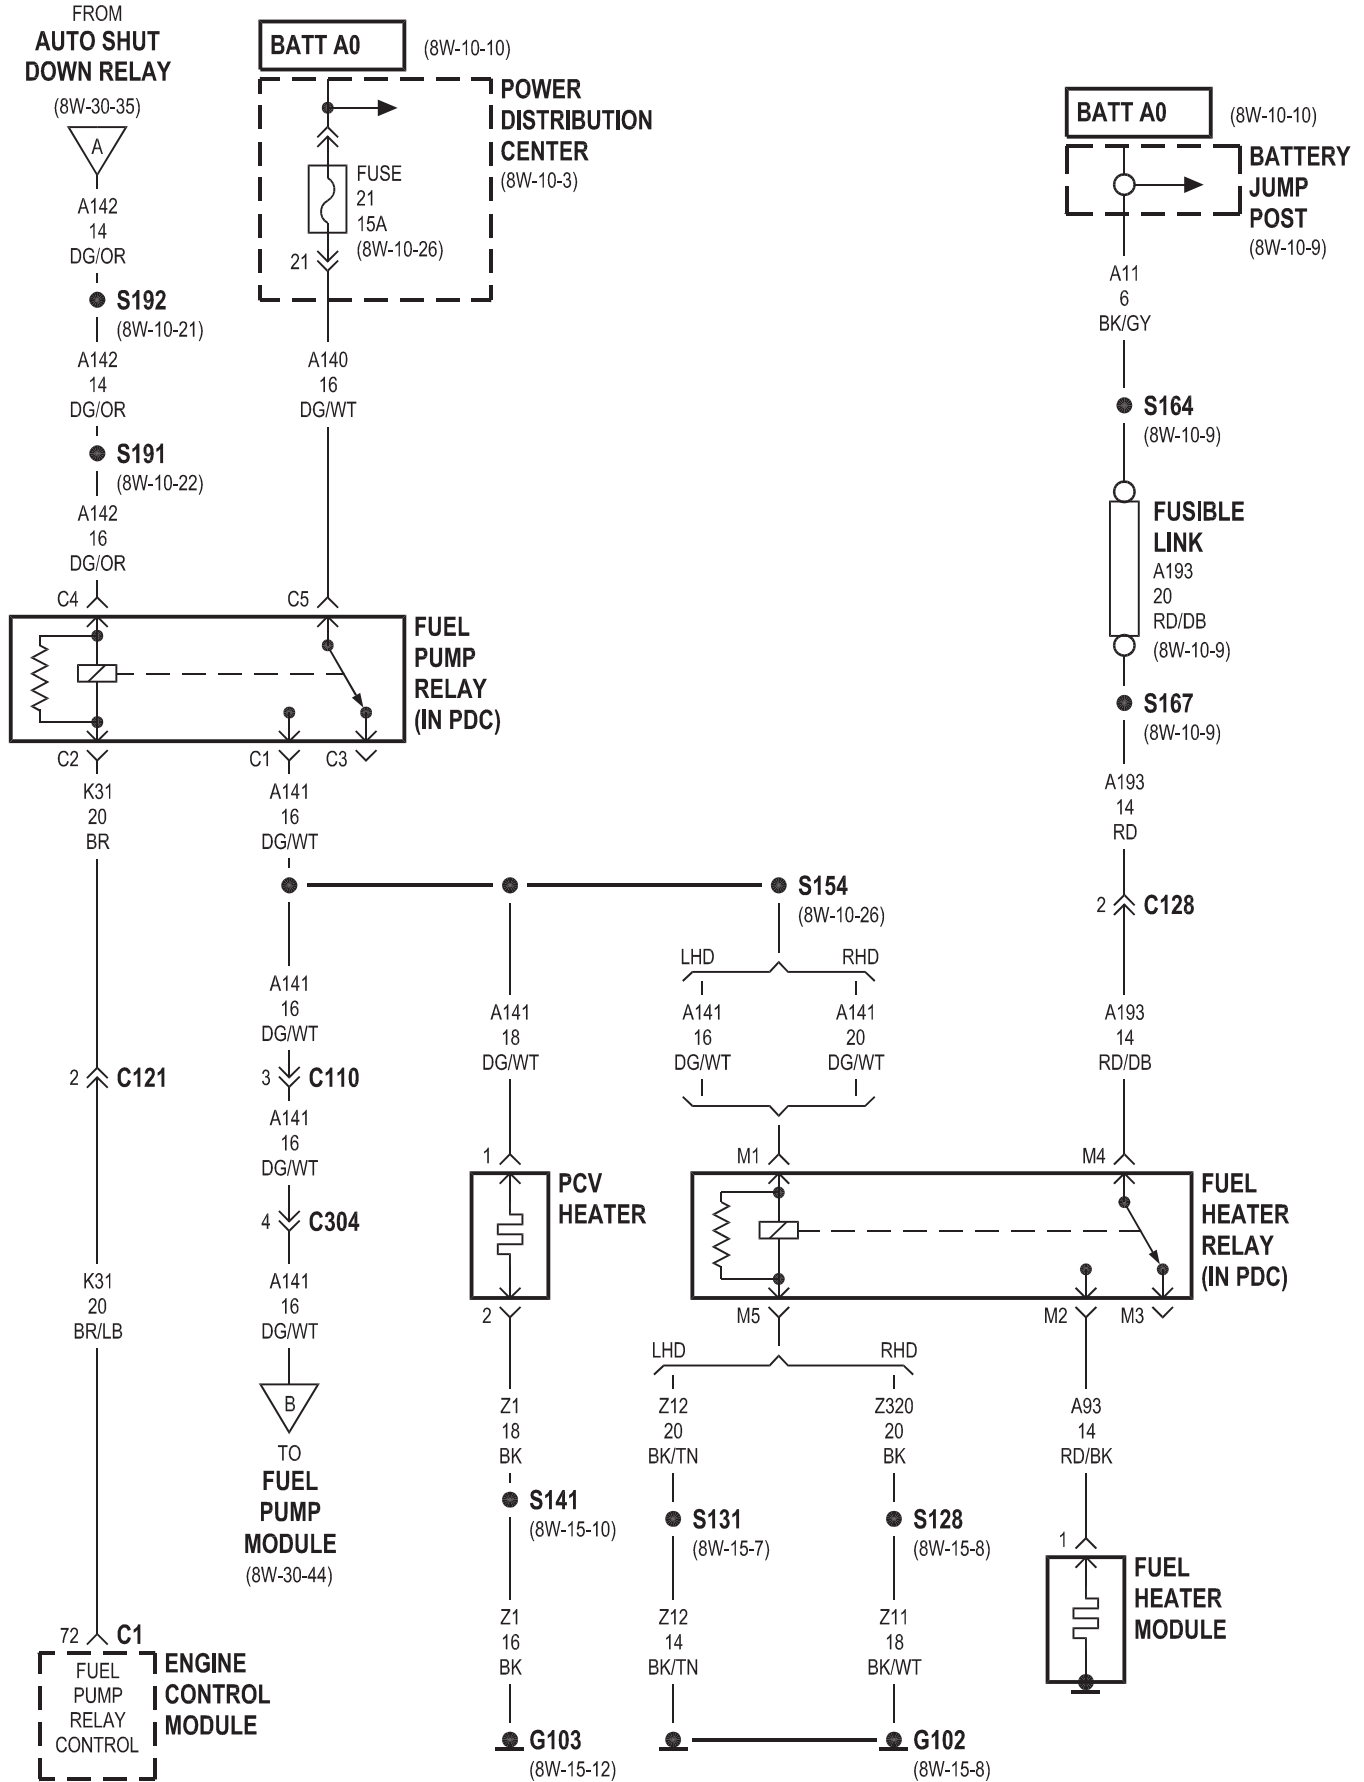 FROM
AUTO SHUT
DOWN RELAY
(8W-30-35)
A
A142
14
DG/OR
S192
(8W-10-21)
A142
14
DG/OR
S191
(8W-10-22)
A142
16
DG/OR
C4
BATT A0
(8W-10-10)
POWER
DISTRIBUTION
CENTER
(8W-10-3)
FUSE
21
15A
(8W-10-26)
21
A140
16
DG/WT
C5
FUEL
PUMP
RELAY
(IN PDC)
C2
C1
C3
K31
20
BR
A141
16
DG/WT
S154
(8W-10-26)
2
C121
K31
20
BR/LB
72
C1
FUEL
PUMP
RELAY
CONTROL
ENGINE
CONTROL
MODULE
A141
16
DG/WT
3
C110
A141
16
DG/WT
4
C304
A141
16
DG/WT
B
TO
FUEL
PUMP
MODULE
(8W-30-44)
A141
18
DG/WT
1
PCV
HEATER
2
Z1
18
BK
S141
(8W-15-10)
Z1
16
BK
G103
(8W-15-12)
LHD
RHD
A141
16
DG/WT
A141
20
DG/WT
M1
M4
FUEL
HEATER
RELAY
(IN PDC)
M5
M2
M3
LHD
RHD
Z12
20
BK/TN
S131
(8W-15-7)
Z12
14
BK/TN
Z320
20
BK
S128
(8W-15-8)
Z11
18
BK/WT
G102
(8W-15-8)
BATT A0
(8W-10-10)
BATTERY
JUMP
POST
(8W-10-9)
A11
6
BK/GY
S164
(8W-10-9)
FUSIBLE
LINK
A193
20
RD/DB
(8W-10-9)
S167
(8W-10-9)
A193
14
RD
2
C128
A193
14
RD/DB
A93
14
RD/BK
1
FUEL
HEATER
MODULE